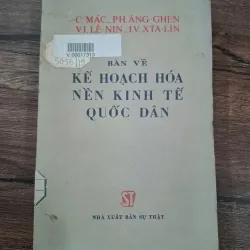 C. MÁC _ PH. ĂNG-GHEN
V.I. LÊ-NIN _ I.V. XTA-LIN
BÀN VỀ
KẾ HOẠCH HÓA
NỀN KINH TẾ
QUỐC DÂN
ST
NHÀ XUẤT BẢN SỰ THẬT